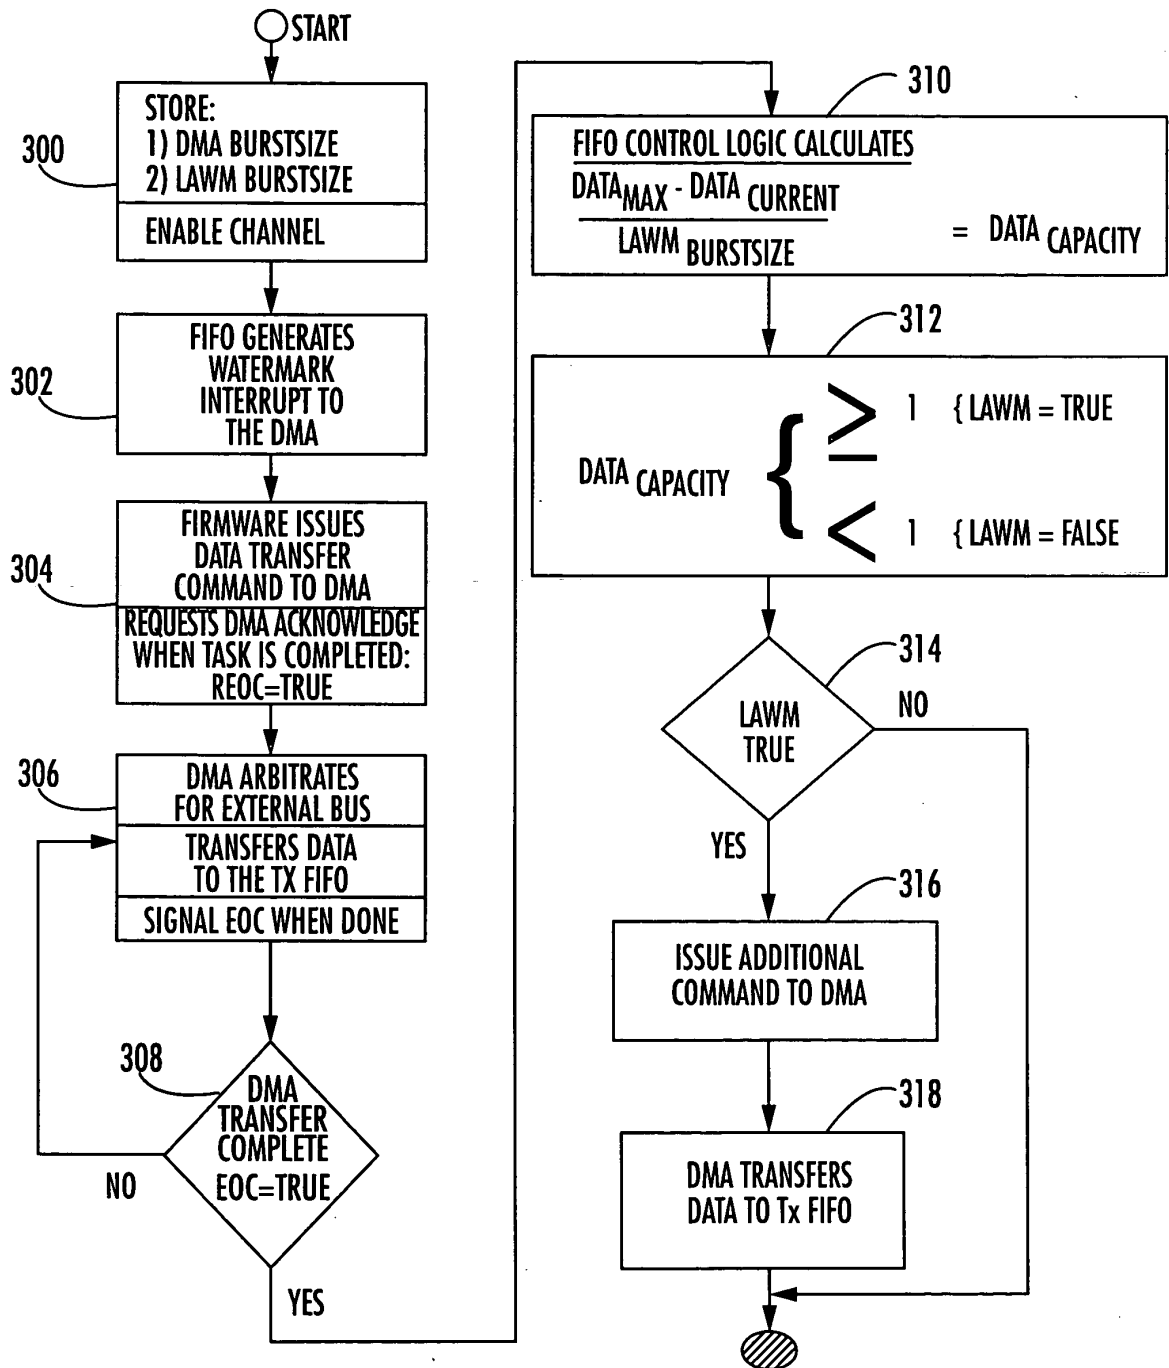 START
300
STORE:
1) DMA BURSTSIZE
2) LAWM BURSTSIZE
ENABLE CHANNEL
302
FIFO GENERATES
WATERMARK
INTERRUPT TO
THE DMA
304
FIRMWARE ISSUES
DATA TRANSFER
COMMAND TO DMA
REQUESTS DMA ACKNOWLEDGE
WHEN TASK IS COMPLETED:
REOC=TRUE
306
DMA ARBITRATES
FOR EXTERNAL BUS
TRANSFERS DATA
TO THE TX FIFO
SIGNAL EOC WHEN DONE
308
DMA
TRANSFER
COMPLETE
EOC=TRUE
NO
YES
310
FIFO CONTROL LOGIC CALCULATES
DATA MAX - DATA CURRENT
LAWM BURSTSIZE = DATA CAPACITY
312
≥ 1 { LAWM = TRUE
DATA CAPACITY {
< 1 { LAWM = FALSE
314
LAWM
TRUE
NO
YES
316
ISSUE ADDITIONAL
COMMAND TO DMA
318
DMA TRANSFERS
DATA TO Tx FIFO